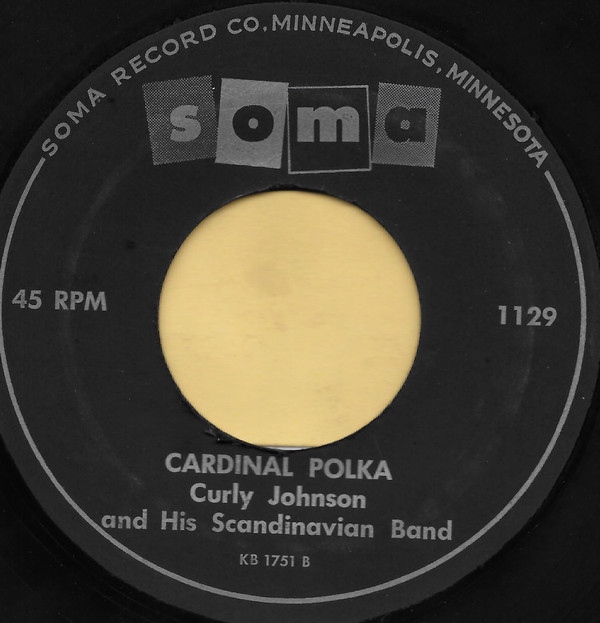 SOMA RECORD CO, MINNEAPOLIS, MINNESOTA
soma
45 RPM
1129
CARDINAL POLKA
Curly Johnson
and His Scandinavian Band
KB 1751 B